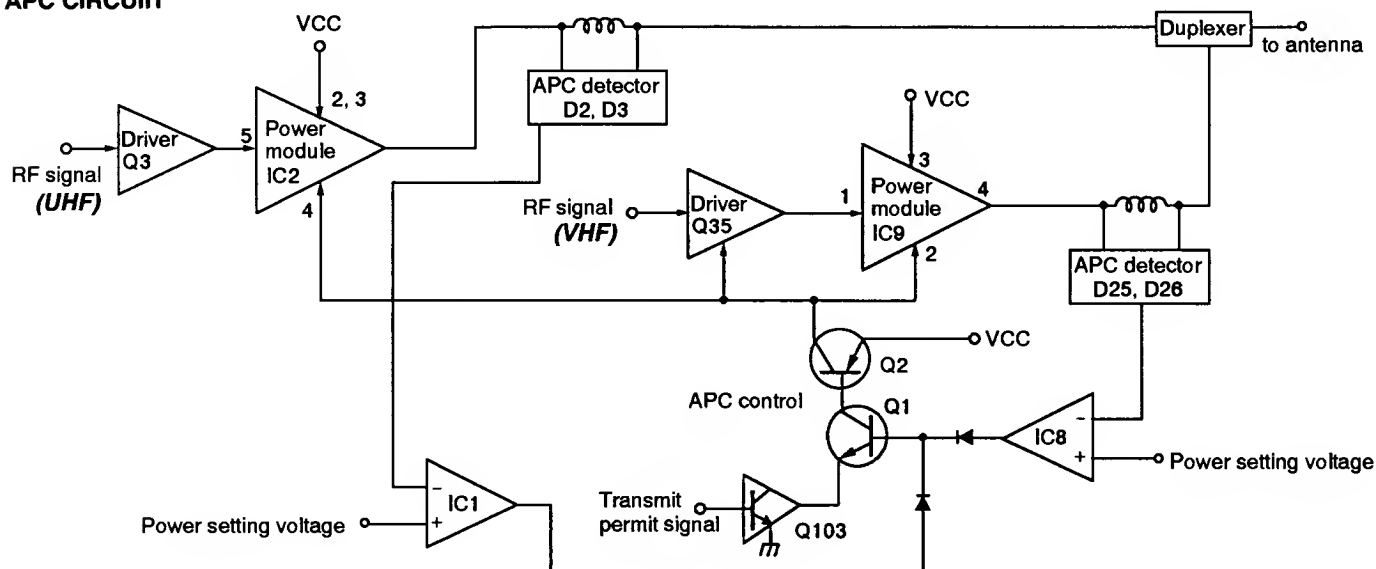 APC CIRCUIT
VCC
Duplexer
to antenna
APC detector
D2, D3
2, 3
VCC
Driver
Q3
5
Power
module
IC2
4
RF signal
(UHF)
3
Power
module
IC9
4
1
2
RF signal
(VHF)
Driver
Q35
APC detector
D25, D26
VCC
Q2
APC control
Q1
-
IC8
+
Power setting voltage
-
IC1
+
Power setting voltage
Transmit
permit signal
Q103